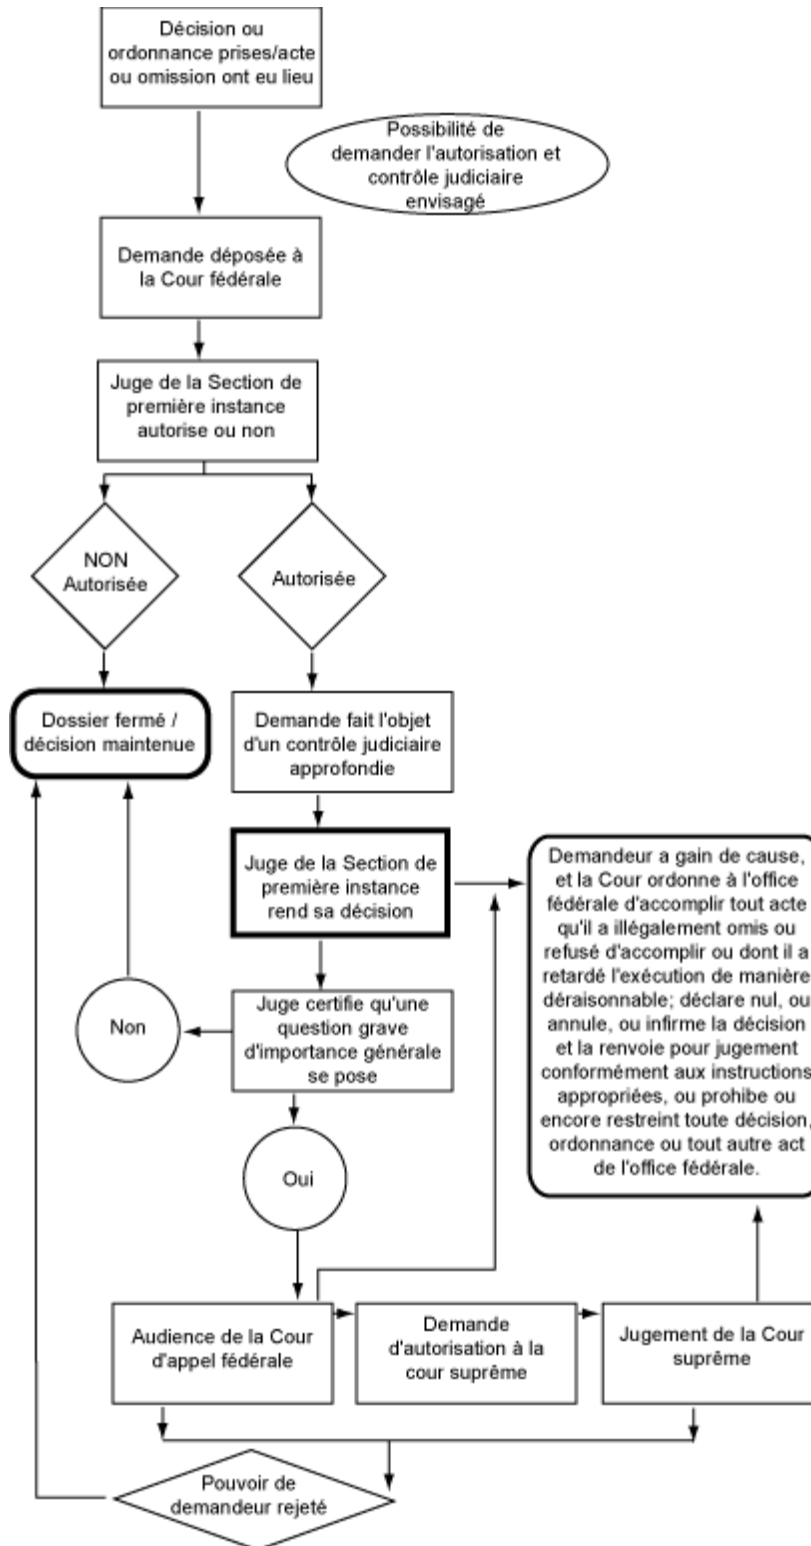 Décision ou
ordonnance prises/acte
ou omission ont eu lieu
Possibilité de
demander l'autorisation et
contrôle judiciaire
envisagé
Demande déposée à
la Cour fédérale
Juge de la Section de
première instance
autorise ou non
NON
Autorisée
Autorisée
Dossier fermé /
décision maintenue
Demande fait l'objet
d'un contrôle judiciaire
approfondie
Juge de la Section de
première instance
rend sa décision
Demandeur a gain de cause,
et la Cour ordonne à l'office
fédérale d'accomplir tout acte
qu'il a illégalement omis ou
refusé d'accomplir ou dont il a
retardé l'exécution de manière
déraisonnable; déclare nul, ou
annule, ou infirme la décision
et la renvoie pour jugement
conformément aux instructions
appropriées, ou prohibe ou
encore restreint toute décision,
ordonnance ou tout autre act
de l'office fédérale.
Juge certifie qu'une
question grave
d'importance générale
se pose
Non
Oui
Audience de la Cour
d'appel fédérale
Demande
d'autorisation à la
cour suprême
Jugement de la Cour
suprême
Pouvoir de
demandeur rejeté